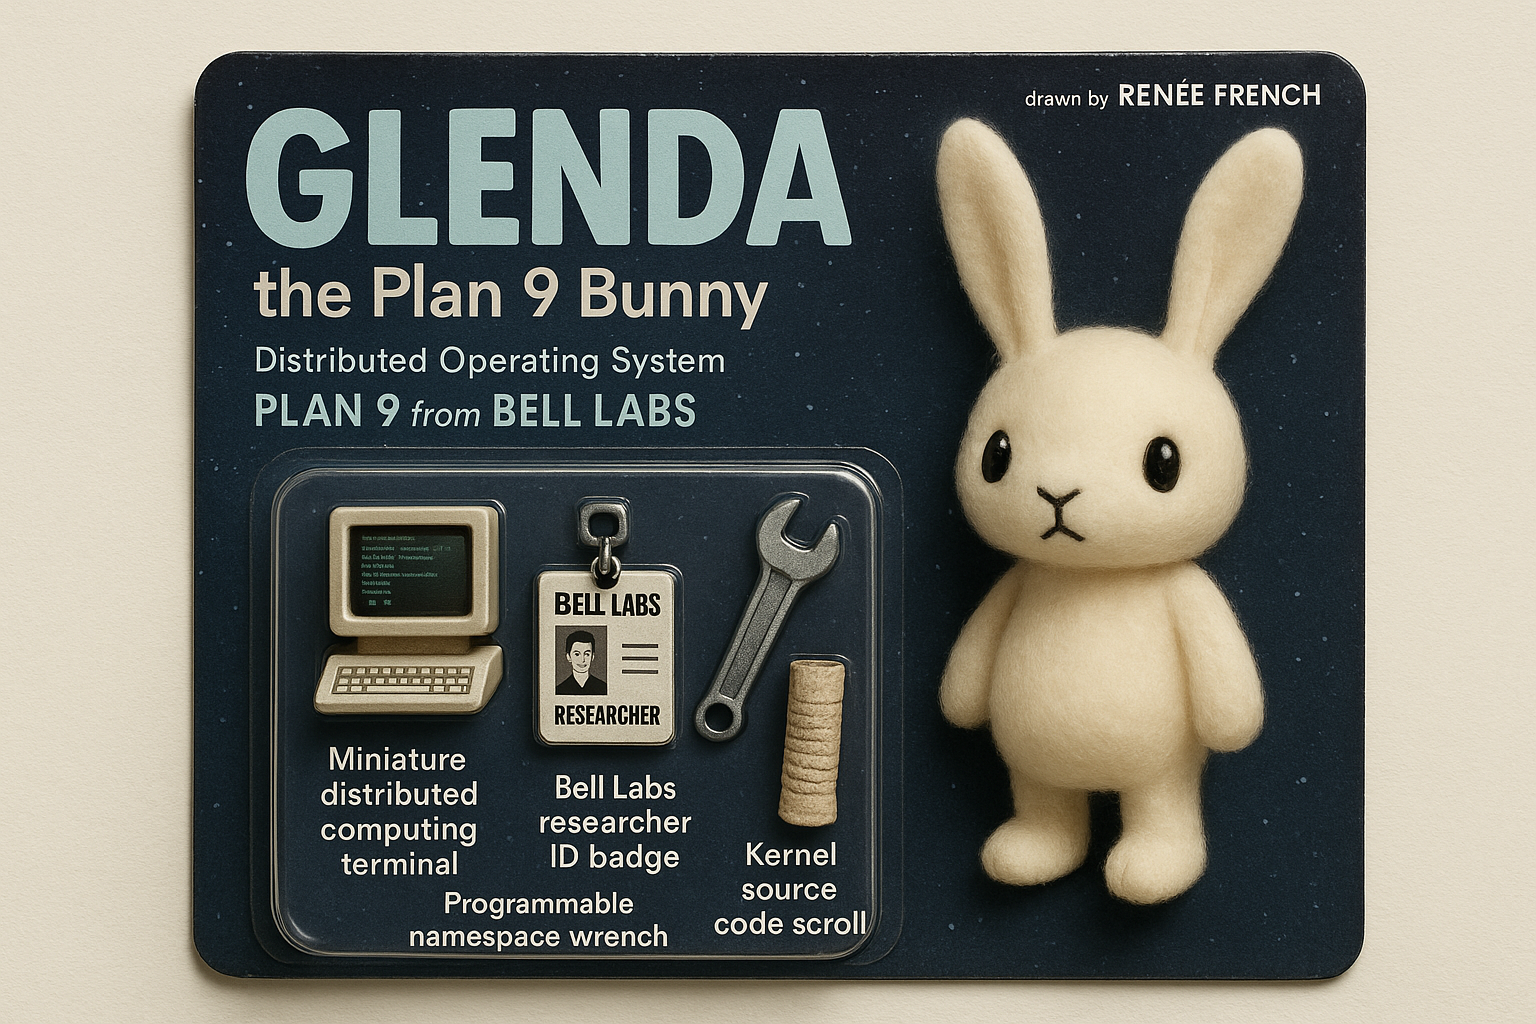 drawn by RENÉE FRENCH
GLENDA
the Plan 9 Bunny
Distributed Operating System
PLAN 9 from BELL LABS
BELL LABS
RESEARCHER
Miniature
distributed
computing
terminal
Bell Labs
researcher
ID badge
Programmable
namespace wrench
Kernel
source
code scroll